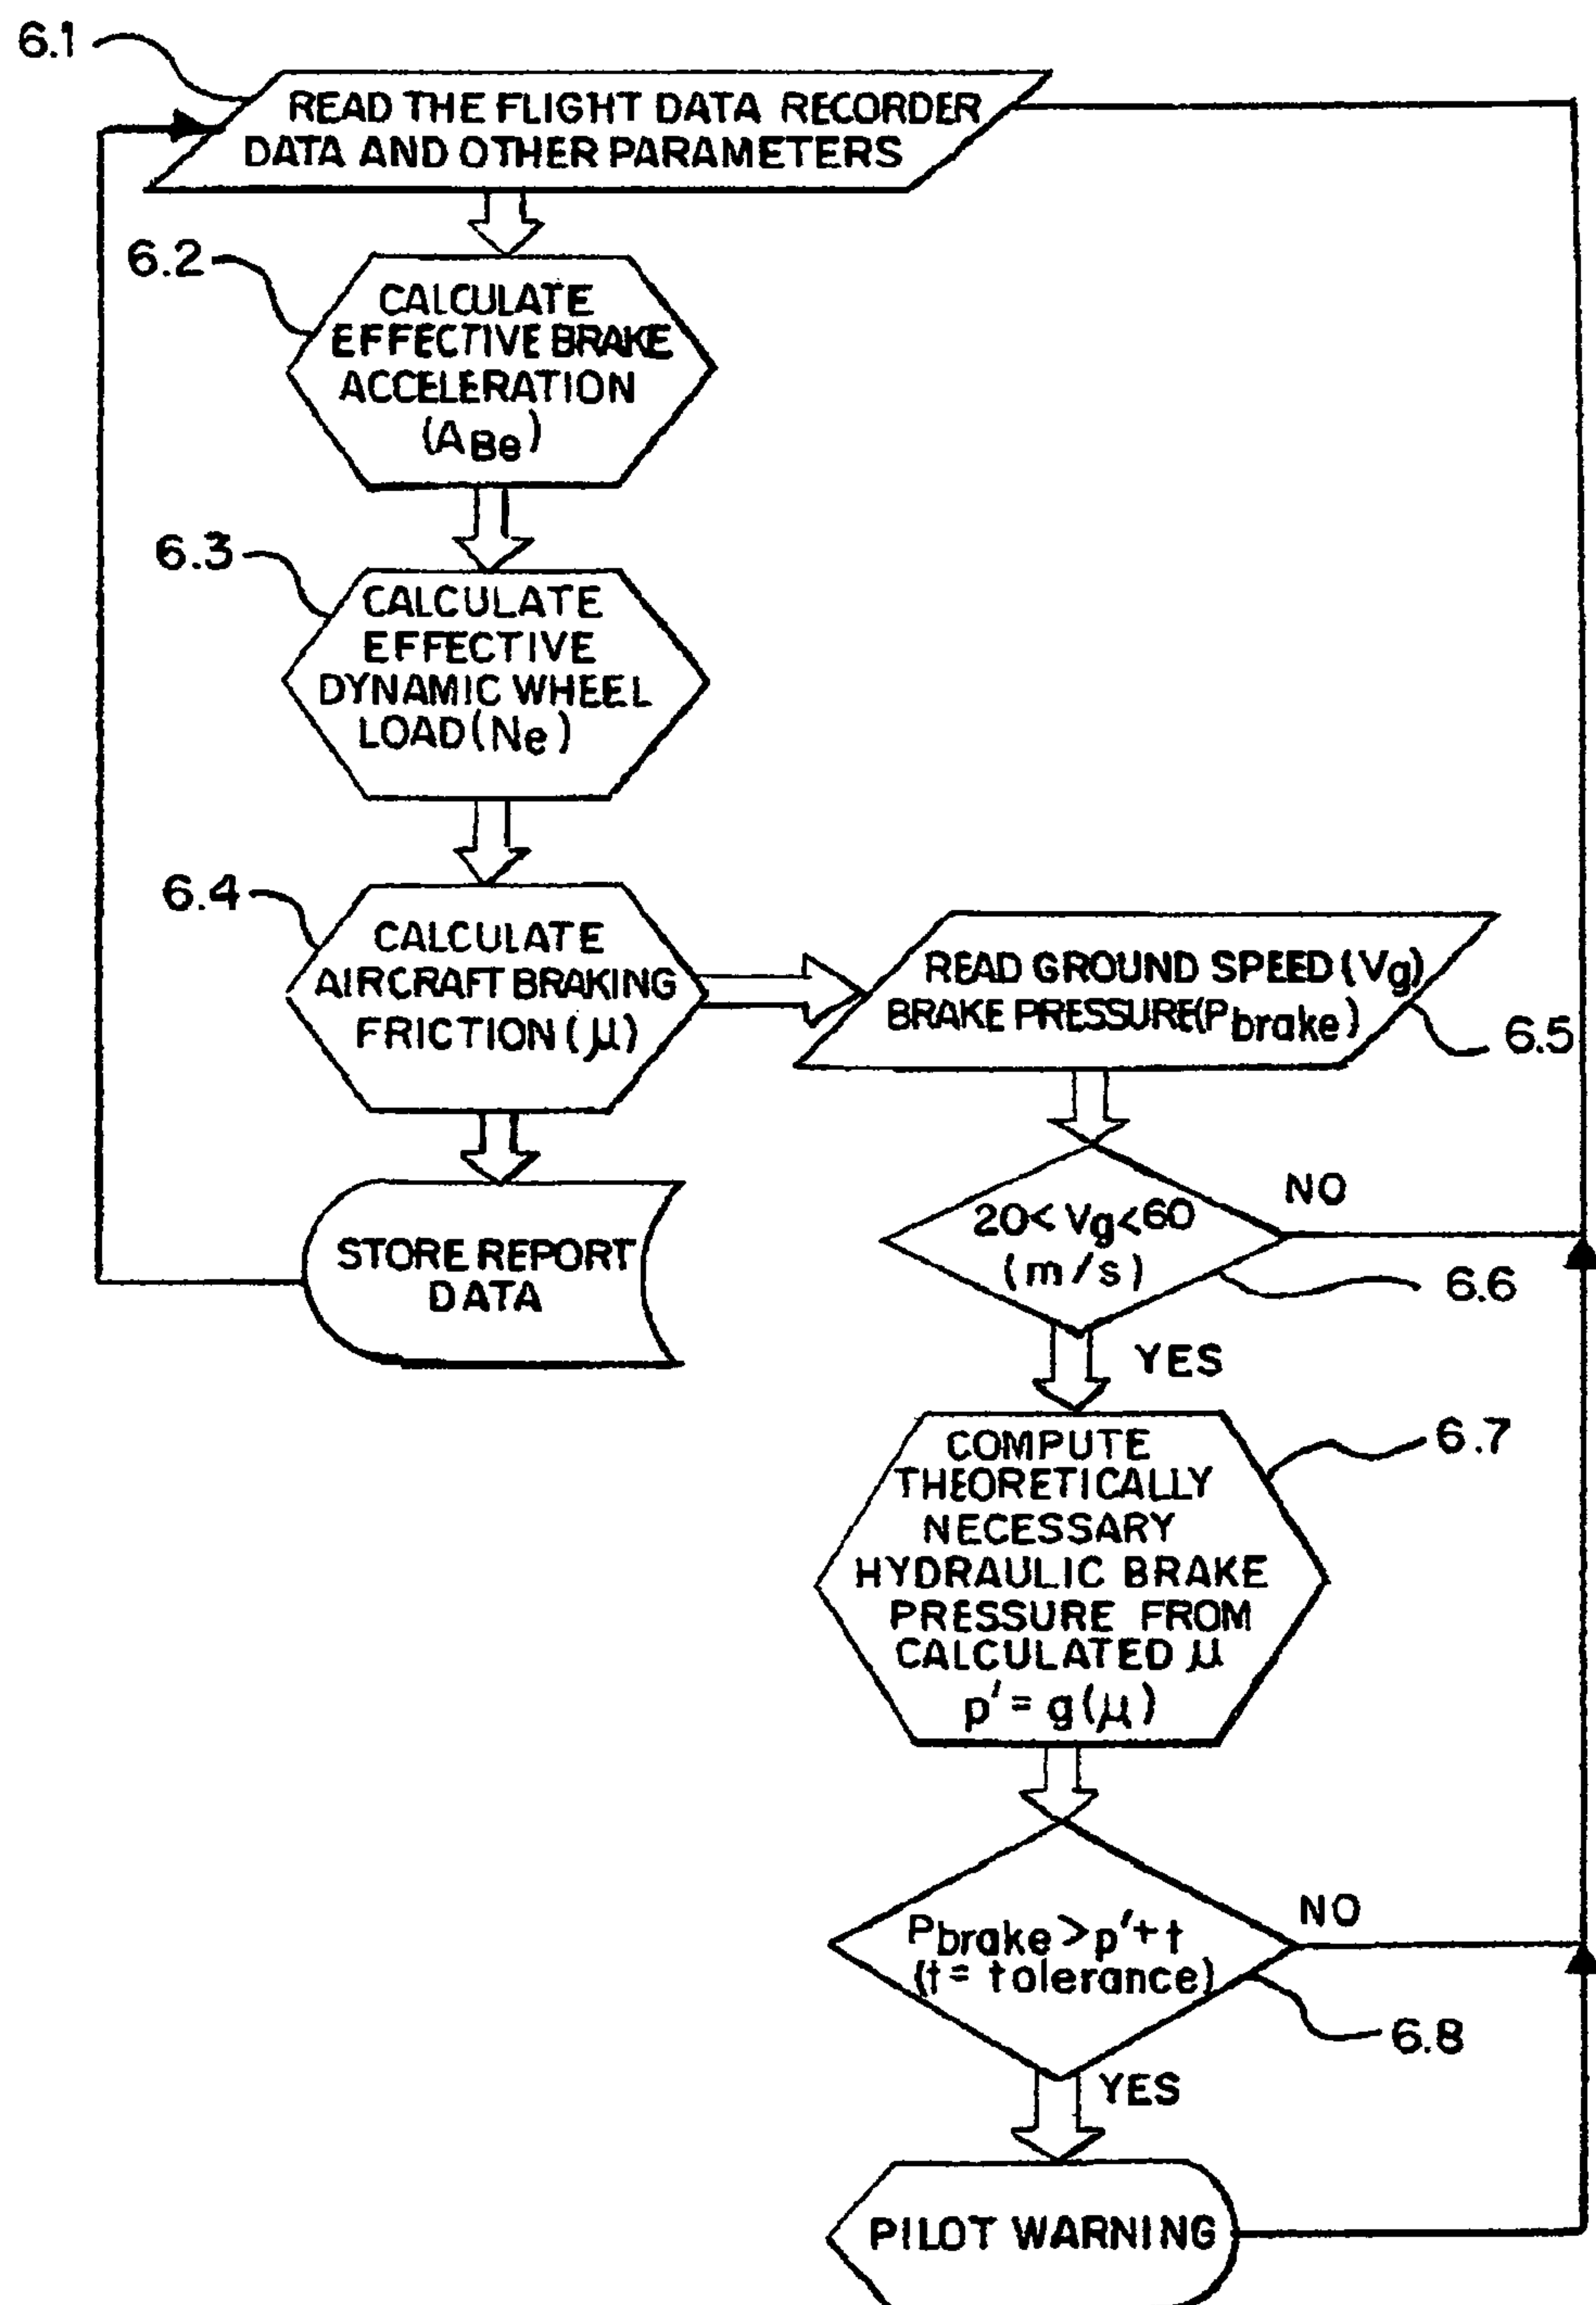 6.1
READ THE FLIGHT DATA RECORDER
DATA AND OTHER PARAMETERS
6.2
CALCULATE
EFFECTIVE BRAKE
ACCELERATION
(ABe)
6.3
CALCULATE
EFFECTIVE
DYNAMIC WHEEL
LOAD(Ne)
6.4
CALCULATE
AIRCRAFT BRAKING
FRICTION (μ)
READ GROUND SPEED (Vg)
BRAKE PRESSURE(Pbrake)
6.5
STORE REPORT
DATA
20< Vg<60
(m/s)
NO
6.6
YES
COMPUTE
THEORETICALLY
NECESSARY
HYDRAULIC BRAKE
PRESSURE FROM
CALCULATED μ
p' = g(μ)
6.7
Pbrake>p'+t
(t= tolerance)
NO
6.8
YES
PILOT WARNING